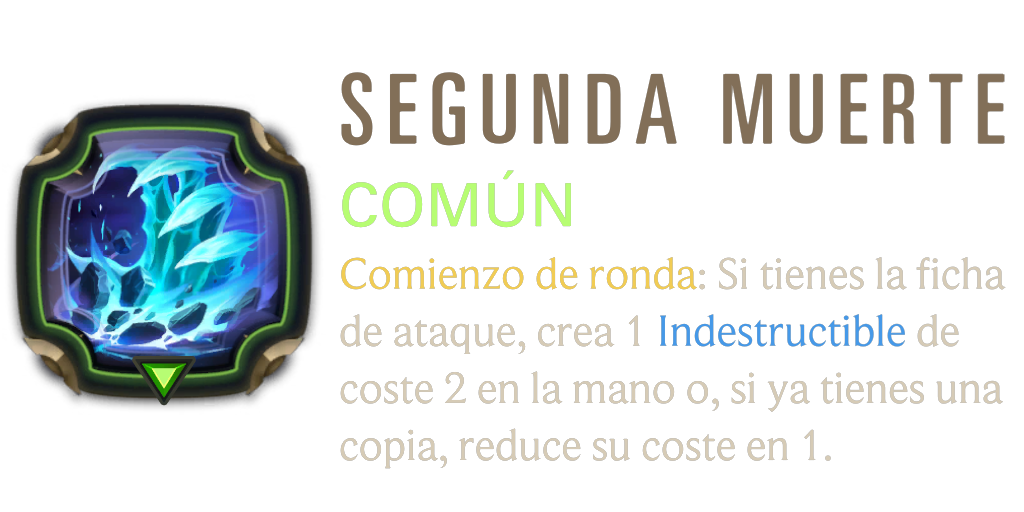 SEGUNDA MUERTE
COMÚN
Comienzo de ronda: Si tienes la ficha
de ataque, crea 1 Indestructible de
coste 2 en la mano o, si ya tienes una
copia, reduce su coste en 1.